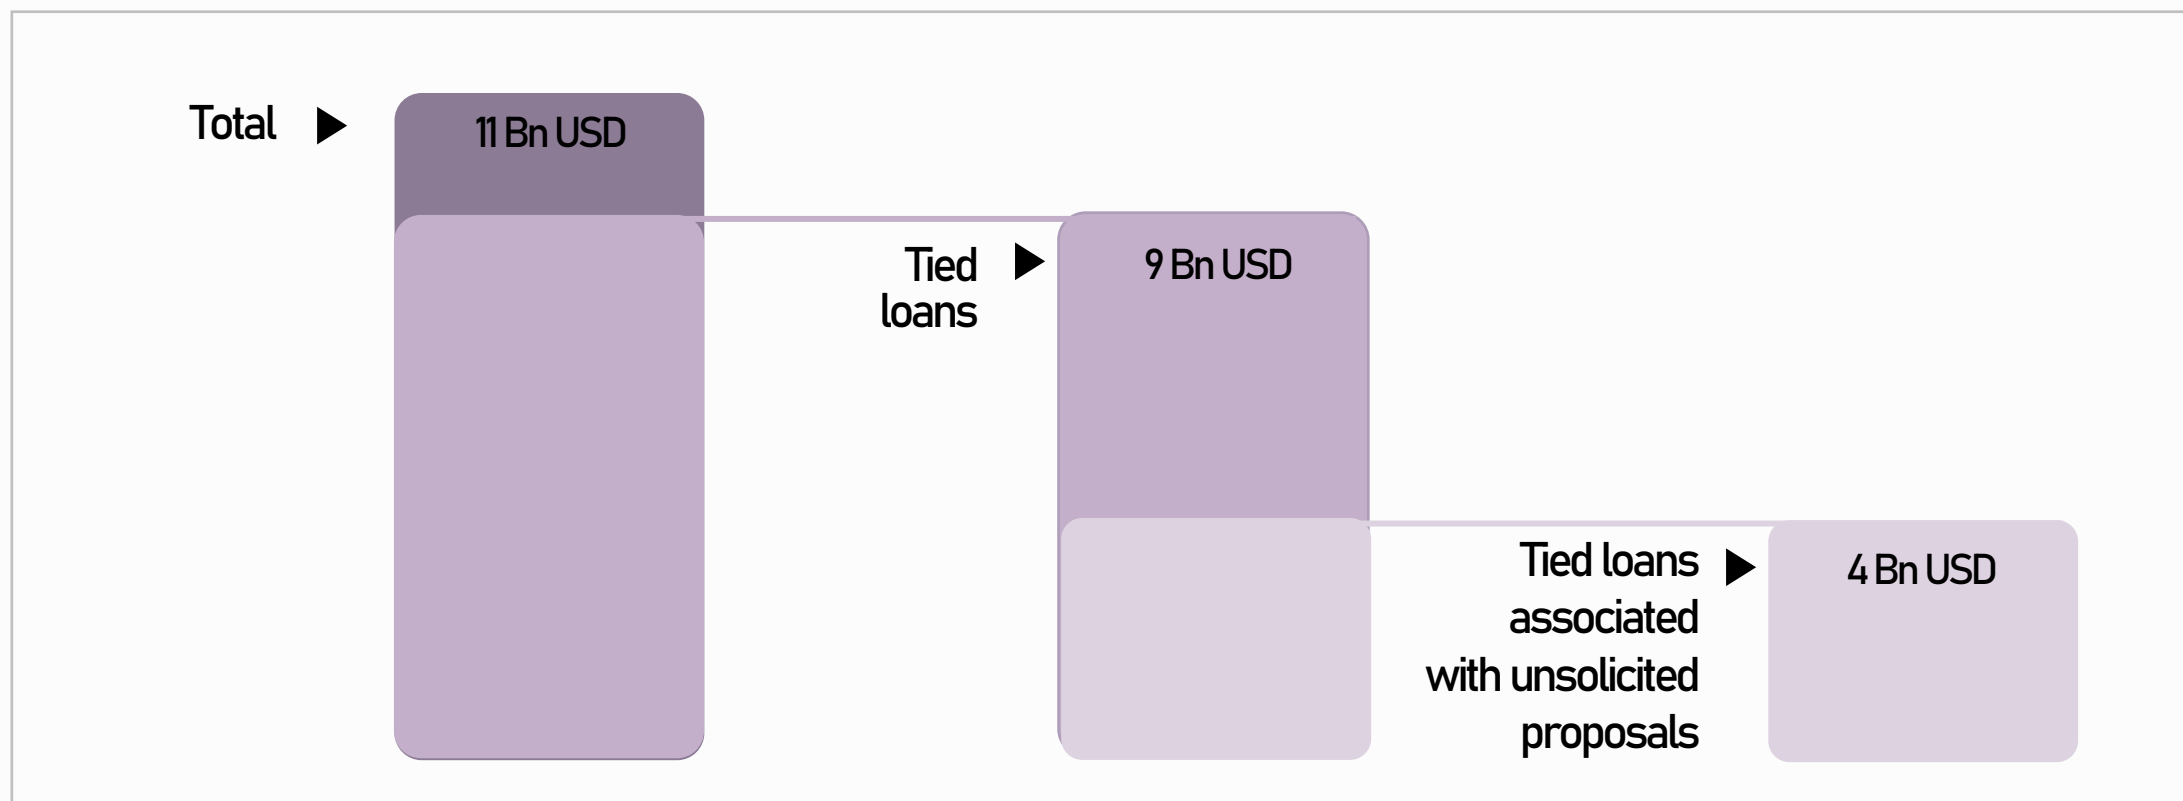 Total
11 Bn USD
Tied
loans
9 Bn USD
Tied loans
associated
with unsolicited
proposals
4 Bn USD